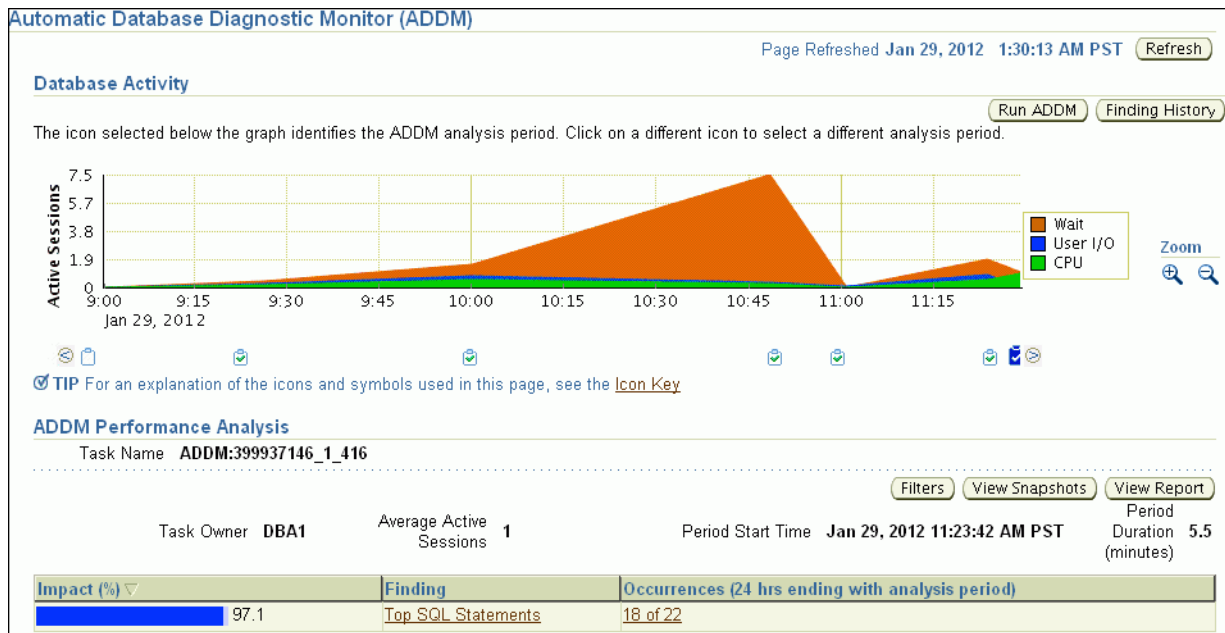 Automatic Database Diagnostic Monitor (ADDM)
Page Refreshed Jan 29, 2012 1:30:13 AM PST Refresh
Database Activity
Run ADDM Finding History
The icon selected below the graph identifies the ADDM analysis period. Click on a different icon to select a different analysis period.
Active Sessions
7.5
5.7
3.8
1.9
0
9:00 9:15 9:30 9:45 10:00 10:15 10:30 10:45 11:00 11:15
Jan 29, 2012
Wait
User I/O
CPU
Zoom
TIP For an explanation of the icons and symbols used in this page, see the Icon Key
ADDM Performance Analysis
Task Name ADDM:399937146_1_416
Filters View Snapshots View Report
Task Owner DBA1
Average Active Sessions 1
Period Start Time Jan 29, 2012 11:23:42 AM PST
Period Duration (minutes) 5.5
Impact (%) Finding Occurrences (24 hrs ending with analysis period)
97.1 Top SQL Statements 18 of 22